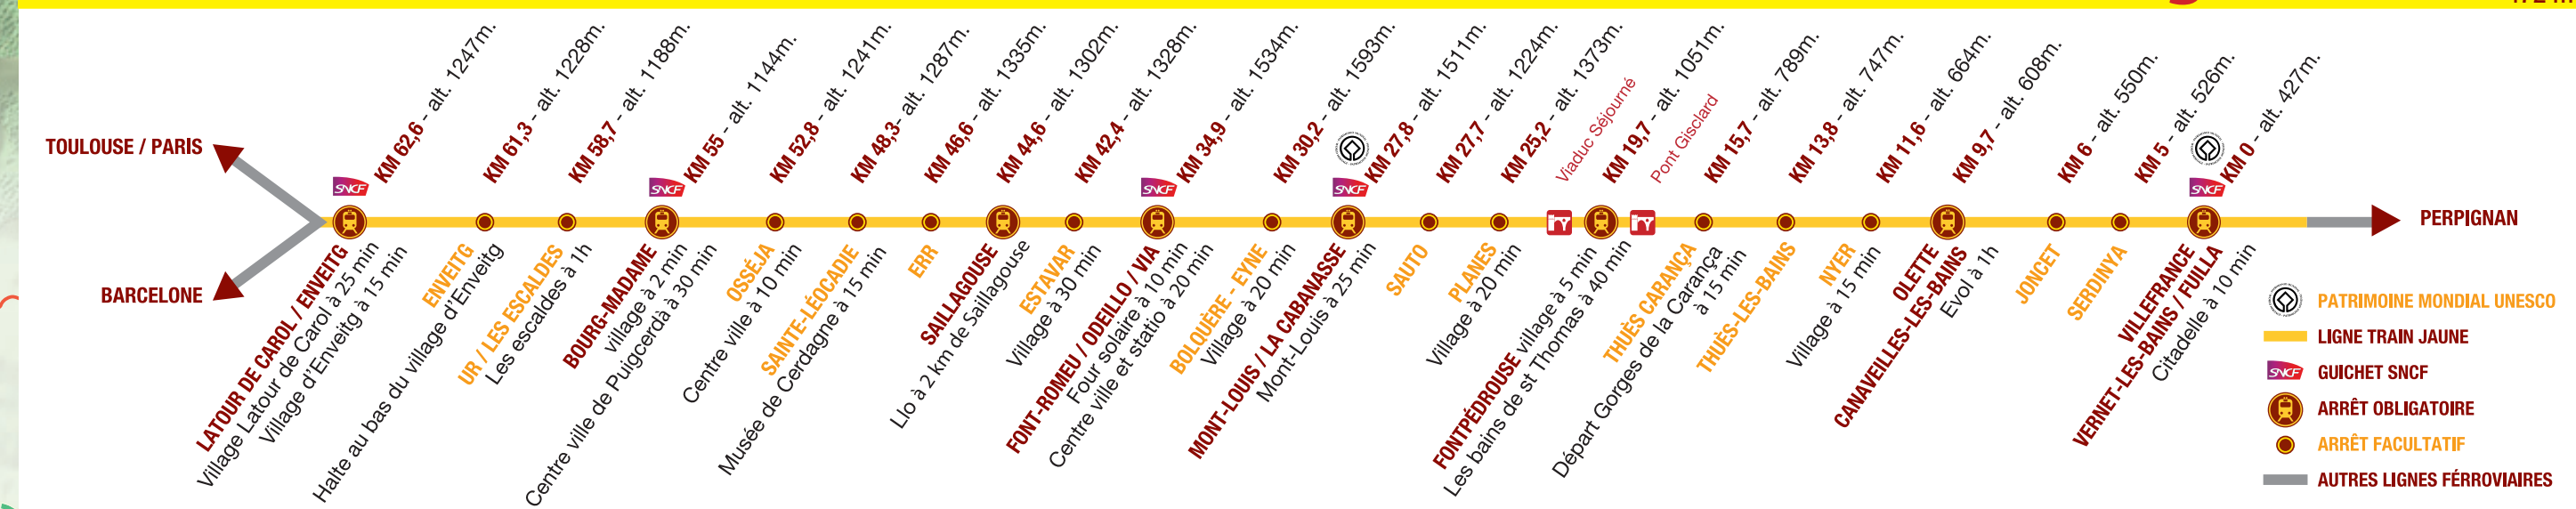 KM 62,6 - alt. 1247m.
KM 61,3 - alt. 1228m.
KM 58,7 - alt. 1188m.
KM 55 - alt. 1144m.
KM 52,8 - alt. 1241m.
KM 48,3 - alt. 1287m.
KM 46,6 - alt. 1335m.
KM 44,6 - alt. 1302m.
KM 42,4 - alt. 1328m.
KM 34,9 - alt. 1534m.
KM 30,2 - alt. 1593m.
KM 27,8 - alt. 1511m.
KM 27,7 - alt. 1224m.
KM 25,2 - alt. 1373m.
Viaduc Séjourné
KM 19,7 - alt. 1051m.
Pont Gisclard
KM 15,7 - alt. 789m.
KM 13,8 - alt. 747m.
KM 11,6 - alt. 664m.
KM 9,7 - alt. 608m.
KM 6 - alt. 550m.
KM 5 - alt. 526m.
KM 0 - alt. 427m.
TOULOUSE / PARIS
BARCELONE
SNCF
SNCF
SNCF
SNCF
SNCF
PERPIGNAN
LATOUR DE CAROL / ENVEITG
Village Latour de Carol à 25 min
Village d'Enveitg à 15 min
ENVEITG
Halte au bas du village d'Enveitg
UR / LES ESCALDES
Les escaldes à 1h
BOURG-MADAME
village à 2 min
Centre ville de Puigcerdà à 30 min
OSSÉJA
Centre ville à 10 min
SAINTE-LÉOCADIE
Musée de Cerdagne à 15 min
ERR
SAILLAGOUSE
Llo à 2 km de Saillagouse
ESTAVAR
Village à 30 min
FONT-ROMEU / ODEILLO / VIA
Four solaire à 10 min
Centre ville et statio à 20 min
BOLQUÈRE - EYNE
Village à 20 min
MONT-LOUIS / LA CABANASSE
Mont-Louis à 25 min
SAUTO
PLANES
Village à 20 min
FONTPÉDROUSE village à 5 min
Les bains de st Thomas à 40 min
THUÈS CARANÇA
Départ Gorges de la Carança
à 15 min
THUÈS-LES-BAINS
NYER
Village à 15 min
OLETTE
CANAVEILLES-LES-BAINS
Evol à 1h
JONCET
SERDINYA
VILLEFRANCE
VERNET-LES-BAINS / FUILLA
Citadelle à 10 min
PATRIMOINE MONDIAL UNESCO
LIGNE TRAIN JAUNE
SNCF GUICHET SNCF
ARRÊT OBLIGATOIRE
ARRÊT FACULTATIF
AUTRES LIGNES FÉRROVIAIRES